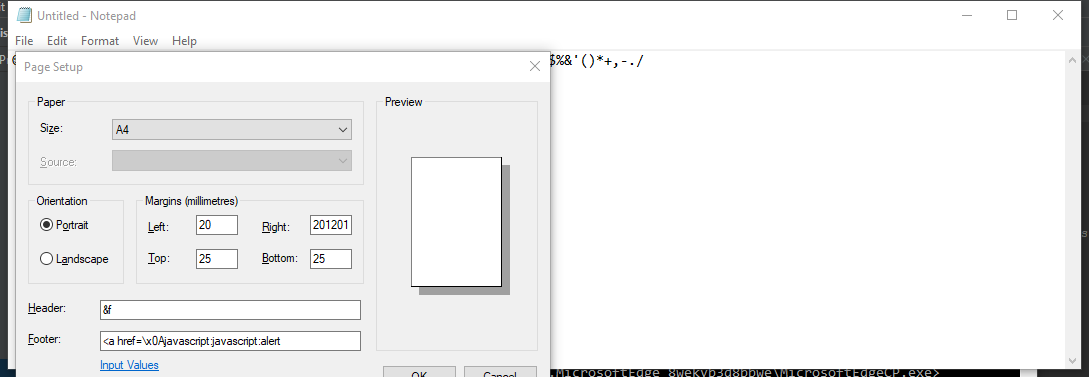 Untitled - Notepad
File Edit Format View Help
$%&'()*+,-./
Page Setup
Paper
Size: A4
Source:
Preview
Orientation
Portrait
Landscape
Margins (millimetres)
Left: 20 Right: 201201
Top: 25 Bottom: 25
Header: &f
Footer: <a href=\x0Ajavascript:javascript:alert
Input Values
OK Cancel
.MicrosoftEdge_8wekyb3d8bbwe\MicrosoftEdgeCP.exe>